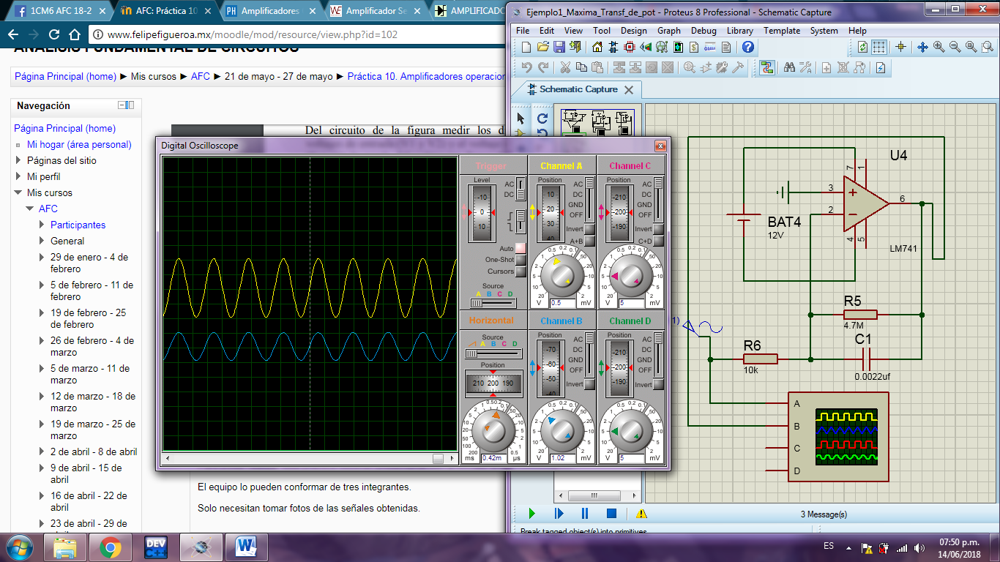 1CM6 AFC 18-2
AFC: Práctica 10
Amplificadores
Amplificador Se
AMPLIFICADO
www.felipefigueroa.mx/moodle/mod/resource/view.php?id=102
ANÁLISIS FUNDAMENTAL DE CIRCUITOS
Página Principal (home) ► Mis cursos ► AFC ► 21 de mayo - 27 de mayo ► Práctica 10. Amplificadores operacion
Navegación
Página Principal (home)
Mi hogar (área personal)
Páginas del sitio
Mi perfil
Mis cursos
AFC
Participantes
General
29 de enero - 4 de
febrero
5 de febrero - 11 de
febrero
19 de febrero - 25
de febrero
26 de febrero - 4 de
marzo
5 de marzo - 11 de
marzo
12 de marzo - 18 de
marzo
19 de marzo - 25 de
marzo
2 de abril - 8 de abril
9 de abril - 15 de
abril
16 de abril - 22 de
abril
23 de abril - 29 de
Del circuito de la figura medir los d
El equipo lo pueden conformar de tres integrantes.
Solo necesitan tomar fotos de las señales obtenidas.
Digital Oscilloscope
Trigger
Level
-10
0
10
AC
DC
Auto
One-Shot
Cursors
Source
A B C D
Horizontal
Source
A B C D
Position
210 200 190
ms
0.42m
µs
Channel A
Position
10
20
30
40
AC
DC
GND
OFF
Invert
A+B
V
0.5
mV
Channel C
Position
-210
-200
-190
AC
DC
GND
OFF
Invert
C+D
V
5
mV
Channel B
Position
-70
-60
-50
-40
AC
DC
GND
OFF
Invert
V
1.02
mV
Channel D
Position
-210
-200
-190
AC
DC
GND
OFF
Invert
V
5
mV
Ejemplo1_Maxima_Transf_de_pot - Proteus 8 Professional - Schematic Capture
File Edit View Tool Design Graph Debug Library Template System Help
Schematic Capture
U4
7
1
3
2
6
4
5
LM741
BAT4
12V
R5
4.7M
R6
10k
C1
0.0022uf
1)
A
B
C
D
3 Message(s)
Break tagged object(s) into primitives
DEV
C++
ES
07:50 p.m.
14/06/2018